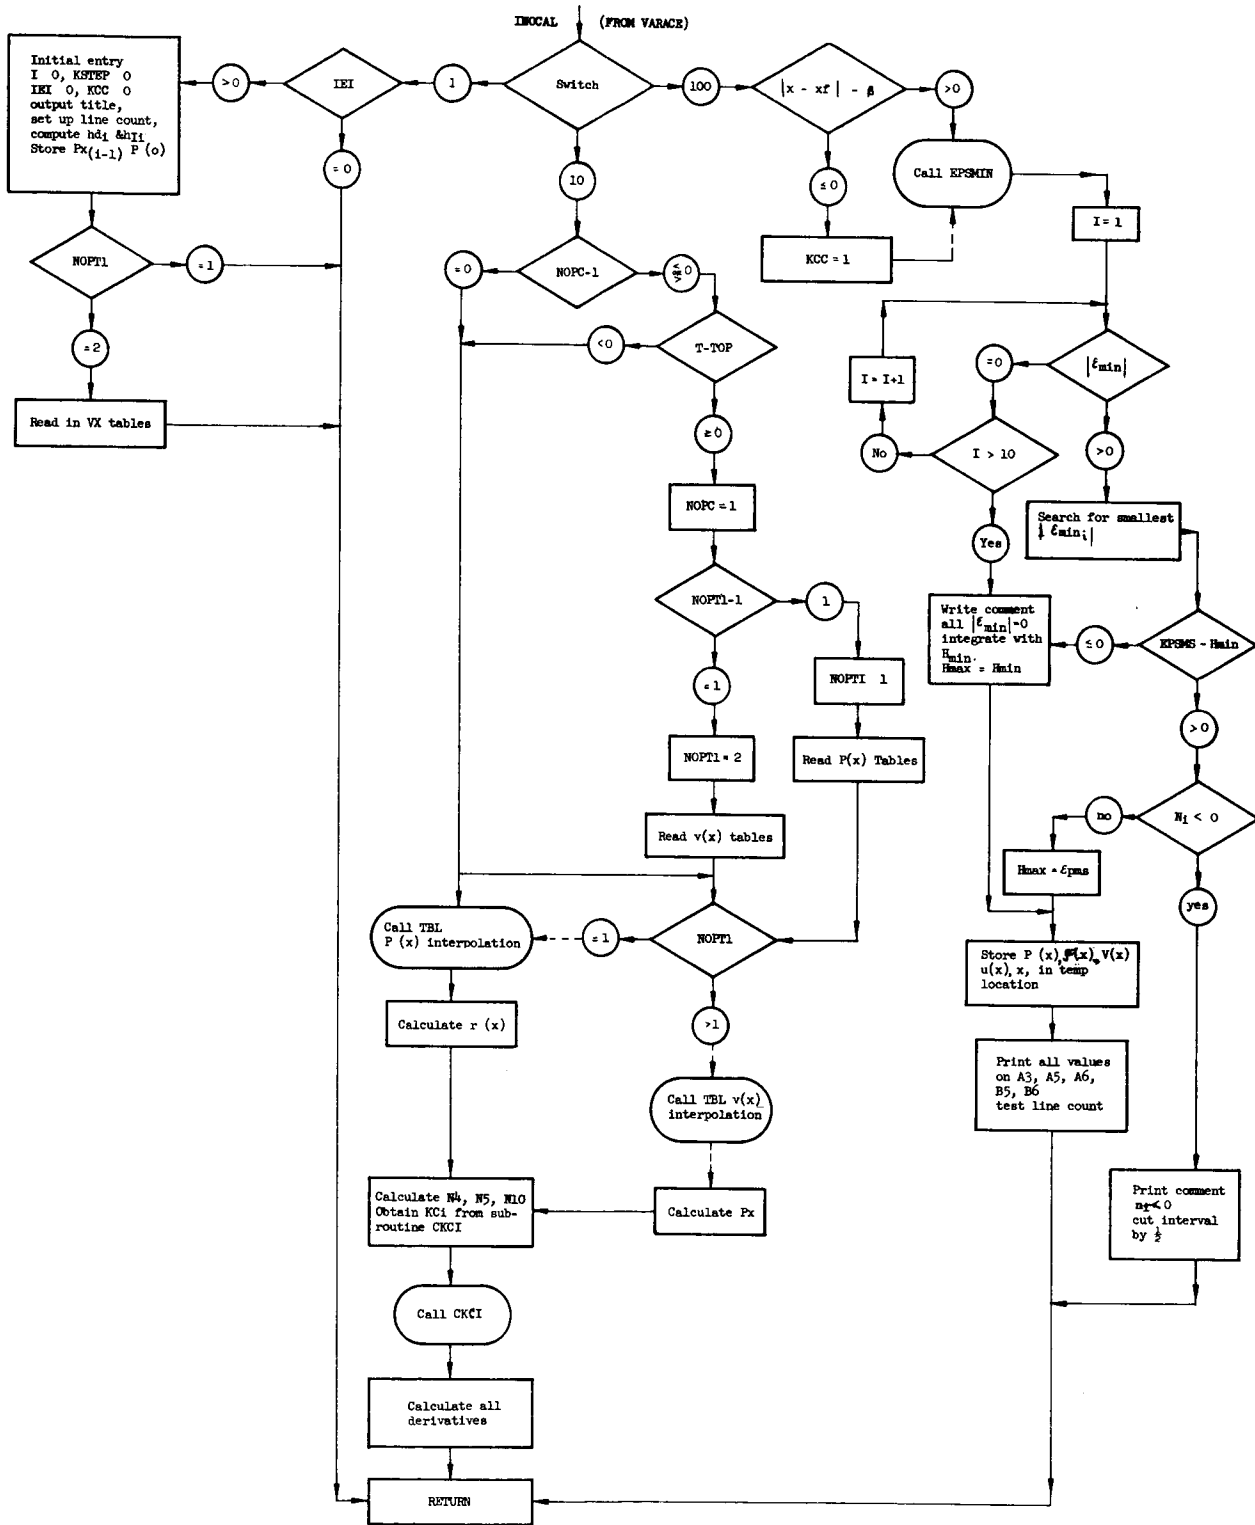 INOCAL (FROM VARACE)
Initial entry
I 0, KSTEP 0
IEI 0, KCC 0
output title,
set up line count,
compute hdi &hIi
Store Px(i-1) P (o)
>0
IEI
1
Switch
100
|x - xf| - β
>0
= 0
10
≤0
Call EPSMIN
I = 1
NOPT1
=1
KCC = 1
=0
NOPC-1
0
=2
<0
T-TOP
I = I+1
=0
|εmin|
Read in VX tables
≥0
No
I > 10
>0
NOPC = 1
Search for smallest
| εmini|
Yes
NOPT1-1
1
Write comment
all |εmin|=0
integrate with
Hmin.
Hmax = Hmin
≤0
EPSMS - Hmin
=1
NOPTI 1
>0
NOPT1 = 2
Read P(x) Tables
no
Ni < 0
Read v(x) tables
Hmax = εpms
yes
Call TBL
P (x) interpolation
=1
NOPT1
Store P (x), (x), V(x)
u(x), x, in temp
location
Calculate r (x)
>1
Print all values
on A3, A5, A6,
B5, B6
test line count
Call TBL v(x)
interpolation
Calculate N4, N5, N10
Obtain KCi from sub-
routine CKCI
Calculate Px
Print comment
ni<0
cut interval
by ½
Call CKCI
Calculate all
derivatives
RETURN